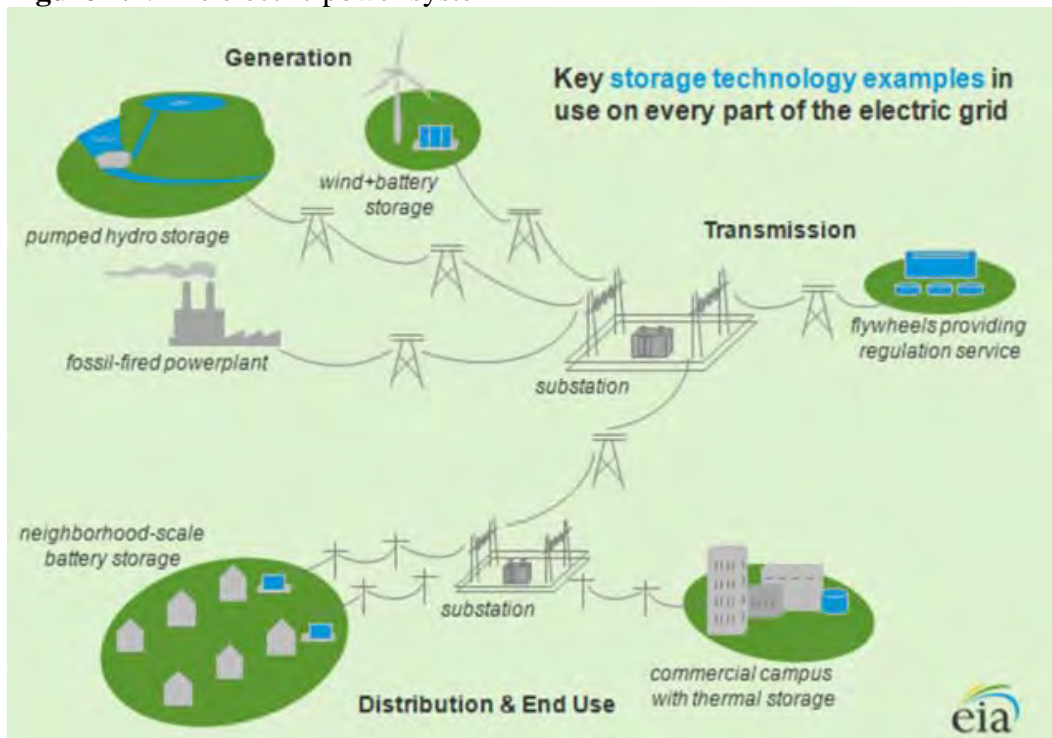 Generation
Key storage technology examples in
use on every part of the electric grid
wind+battery
storage
pumped hydro storage
Transmission
flywheels providing
regulation service
fossil-fired powerplant
substation
neighborhood-scale
battery storage
substation
commercial campus
with thermal storage
Distribution & End Use
eia